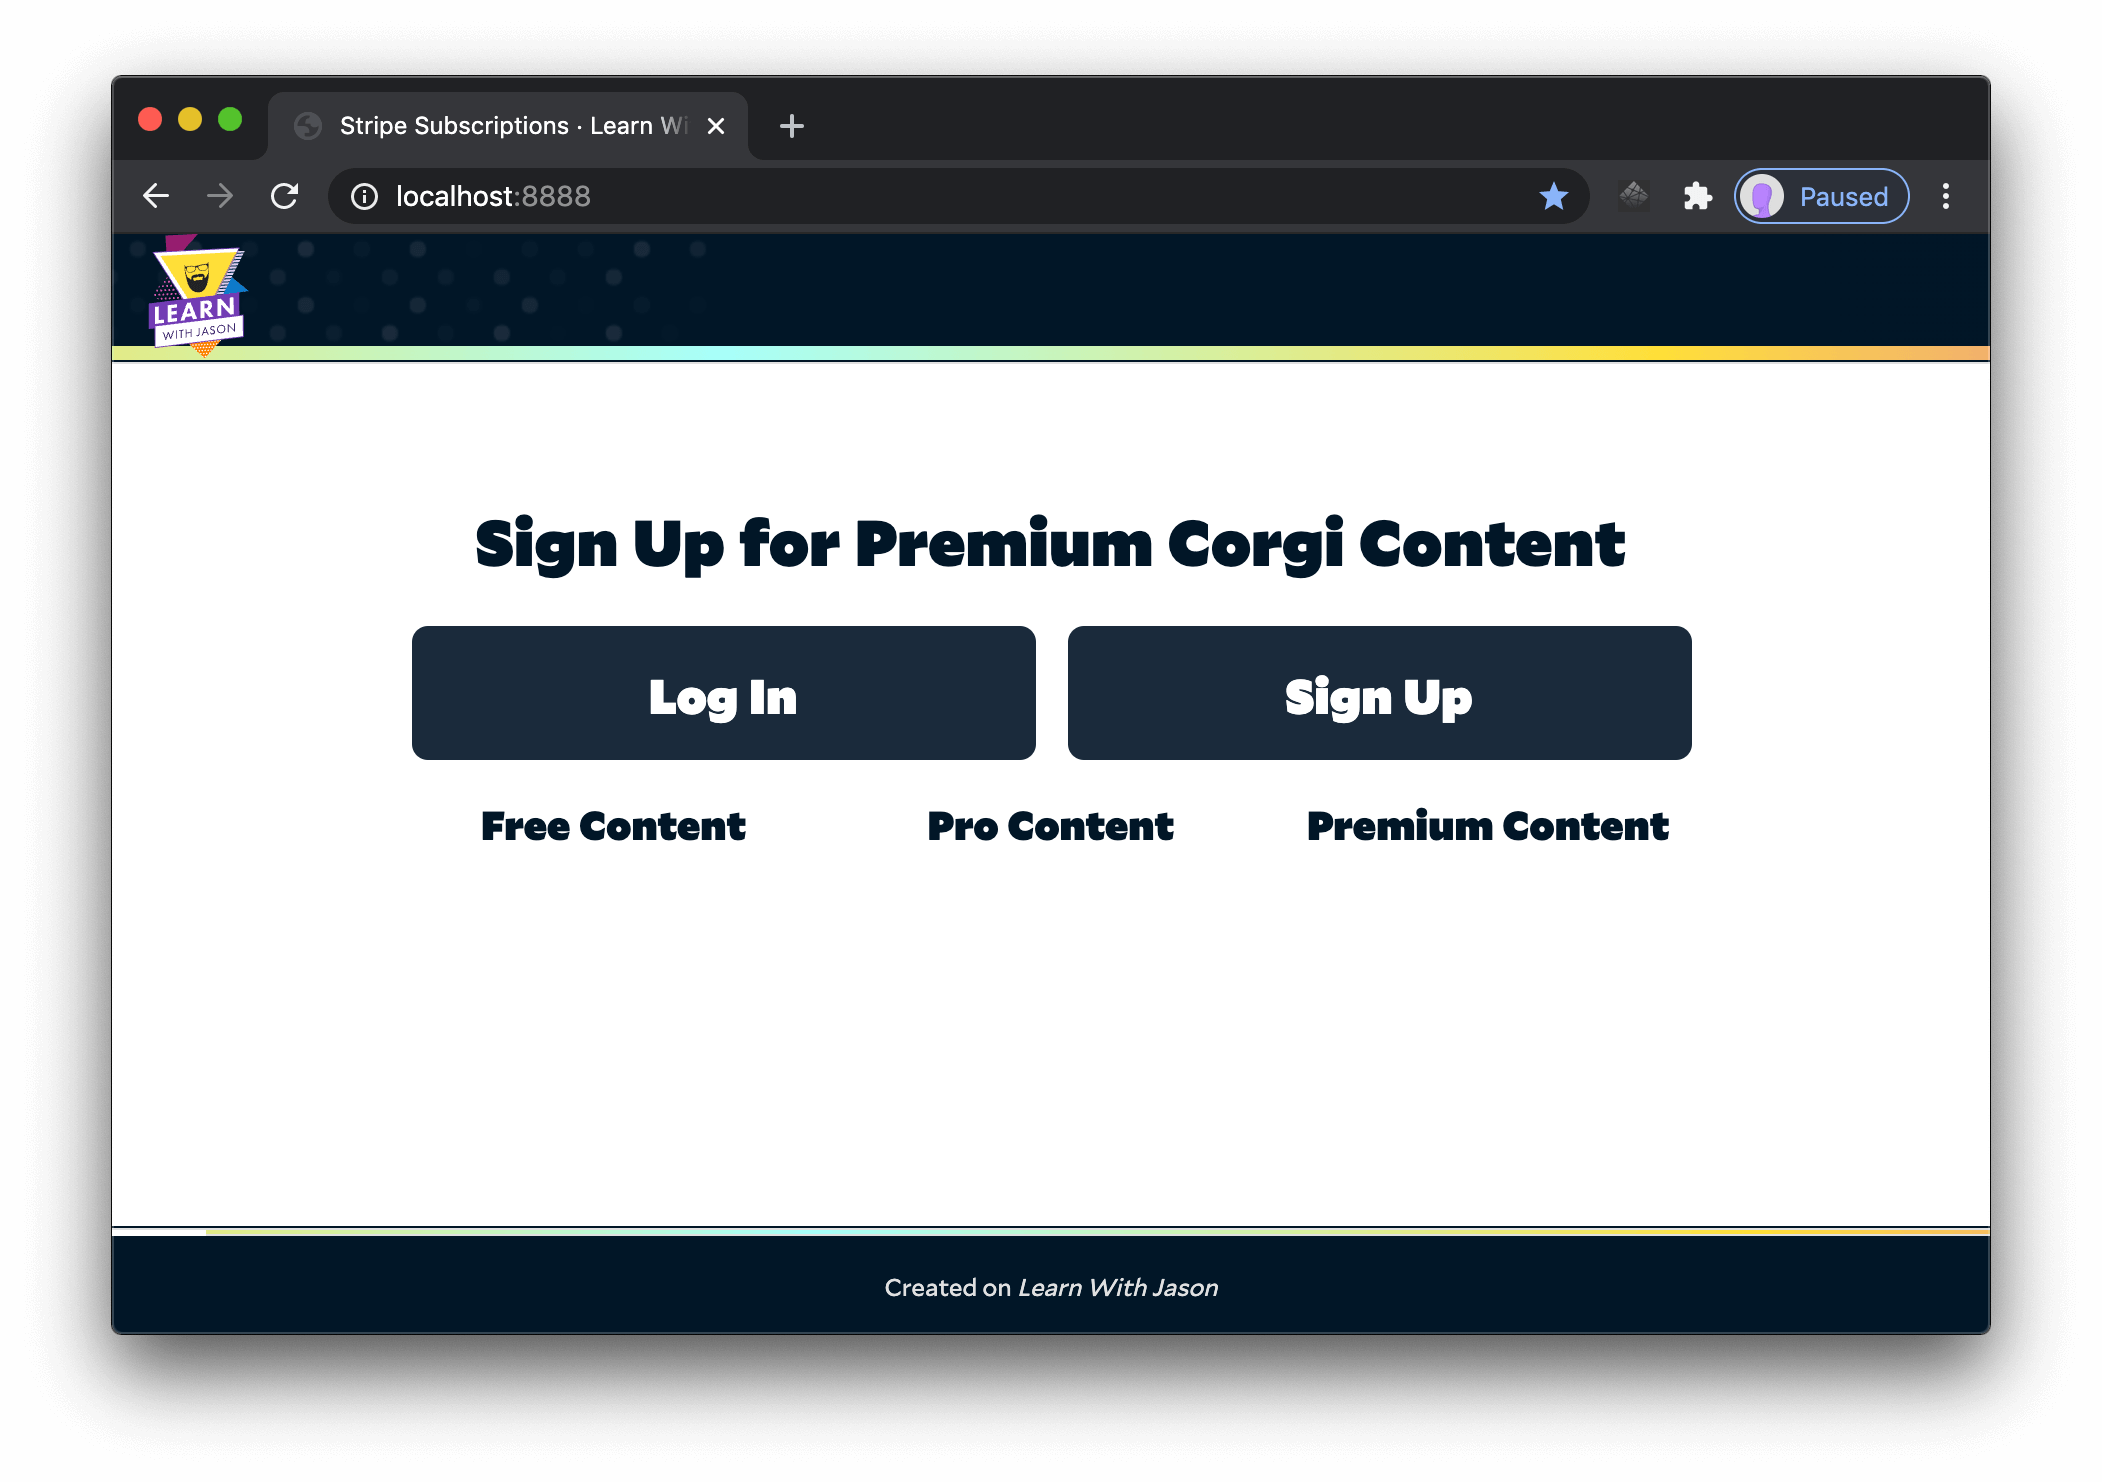 Stripe Subscriptions · Learn Wi
localhost:8888
Paused
LEARN
WITH JASON
Sign Up for Premium Corgi Content
Log In
Sign Up
Free Content
Pro Content
Premium Content
Created on Learn With Jason